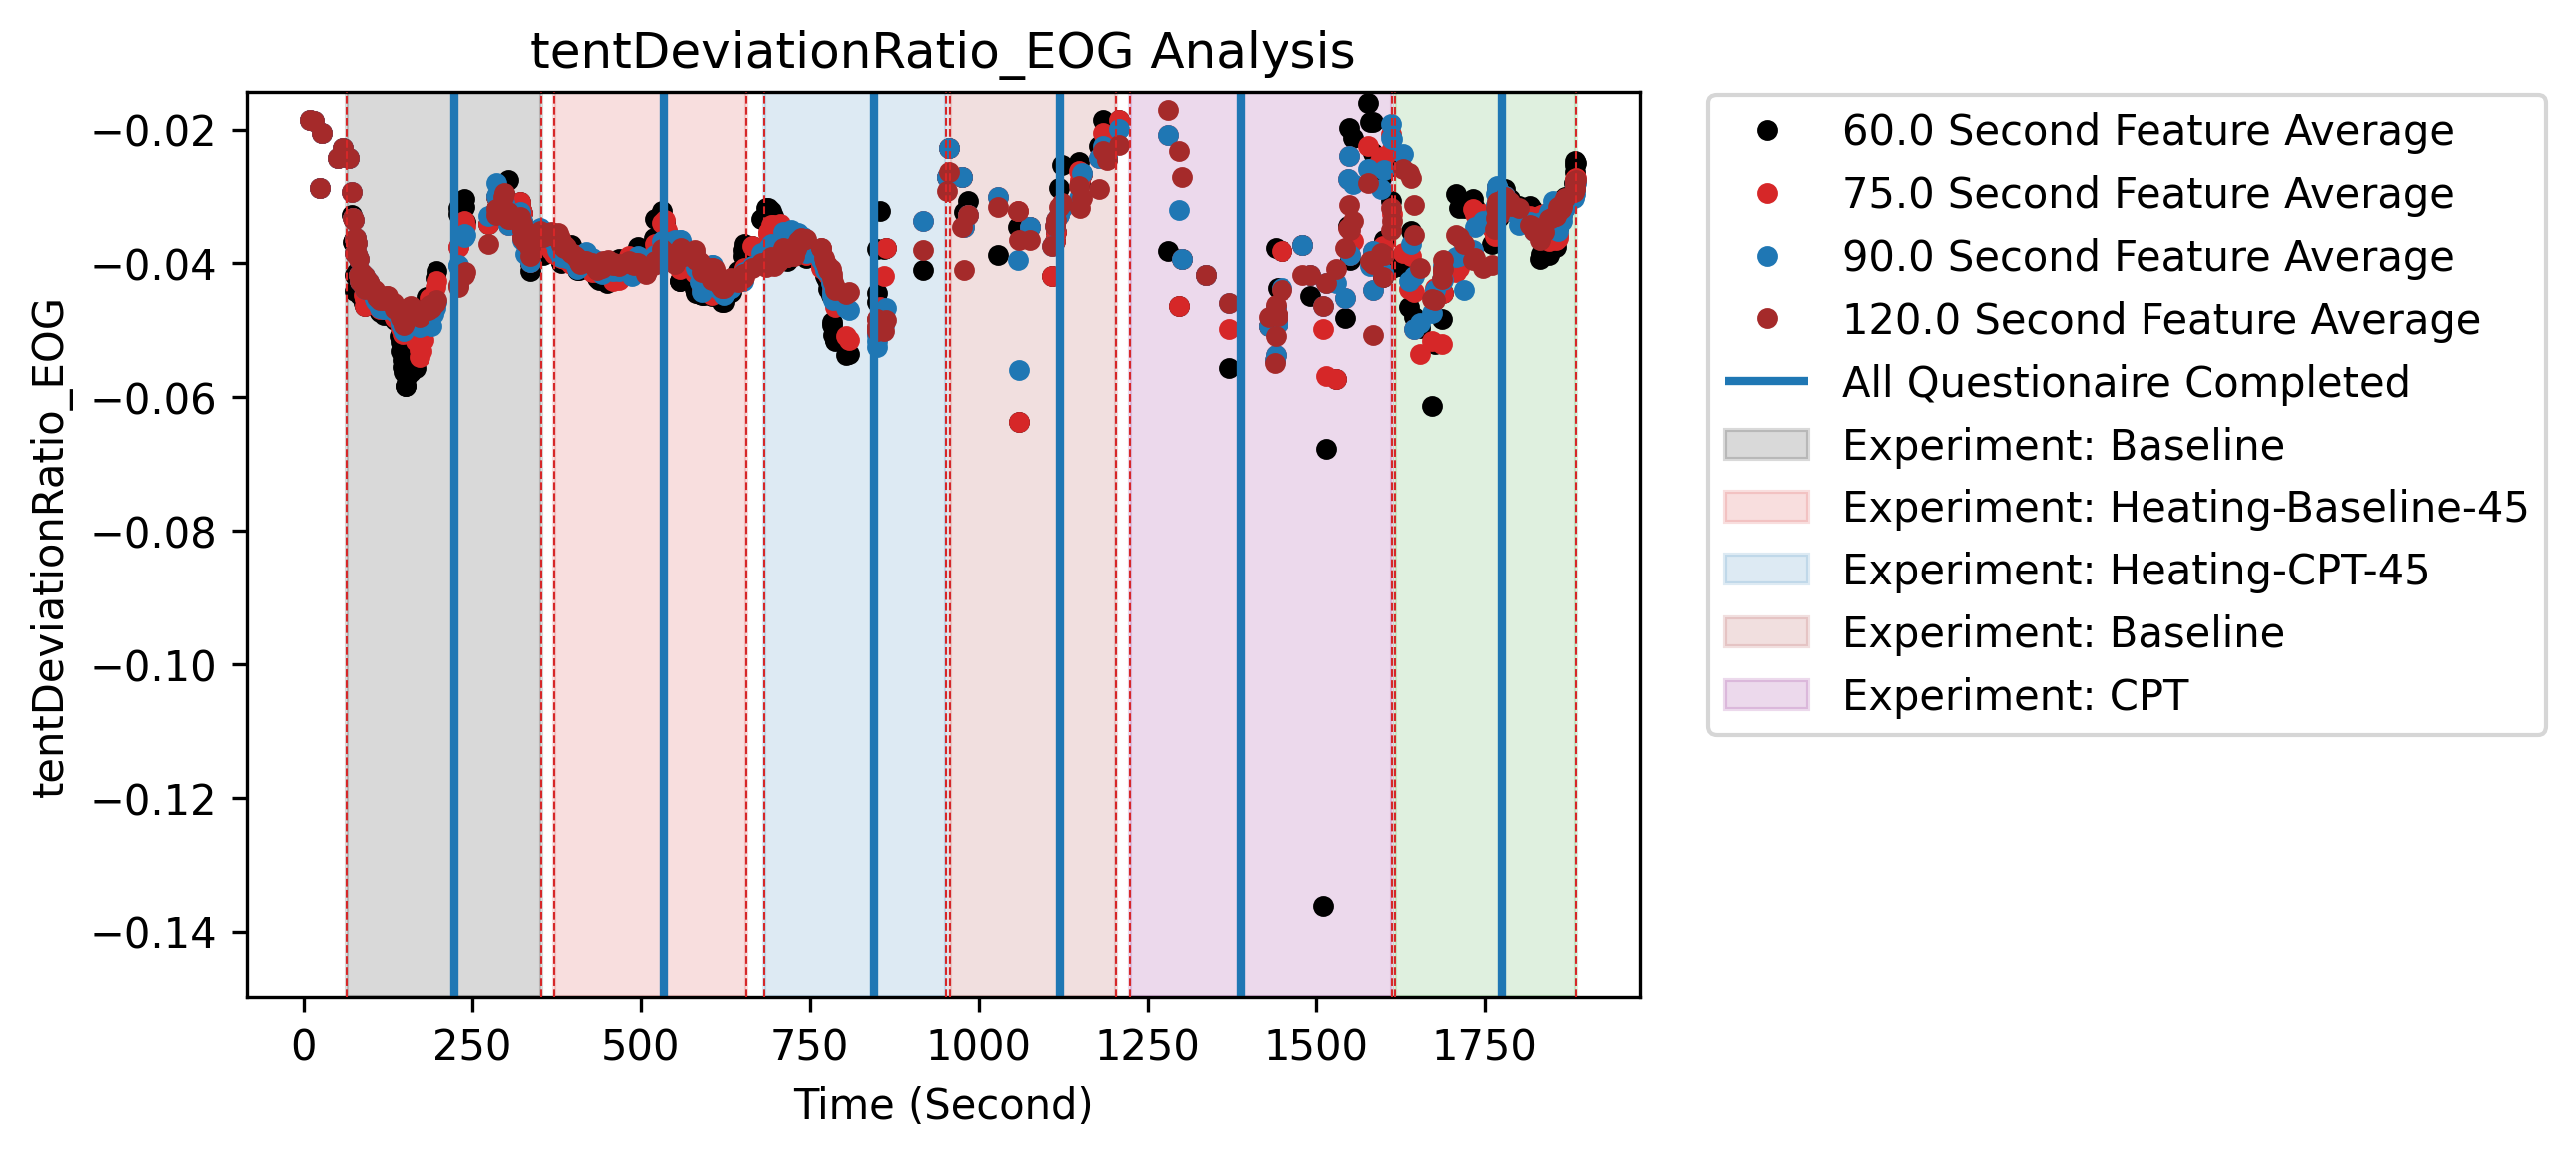 tentDeviationRatio_EOG Analysis
tentDeviationRatio_EOG
−0.02
−0.04
−0.06
−0.08
−0.10
−0.12
−0.14
0 250 500 750 1000 1250 1500 1750
Time (Second)
60.0 Second Feature Average
75.0 Second Feature Average
90.0 Second Feature Average
120.0 Second Feature Average
All Questionaire Completed
Experiment: Baseline
Experiment: Heating-Baseline-45
Experiment: Heating-CPT-45
Experiment: Baseline
Experiment: CPT